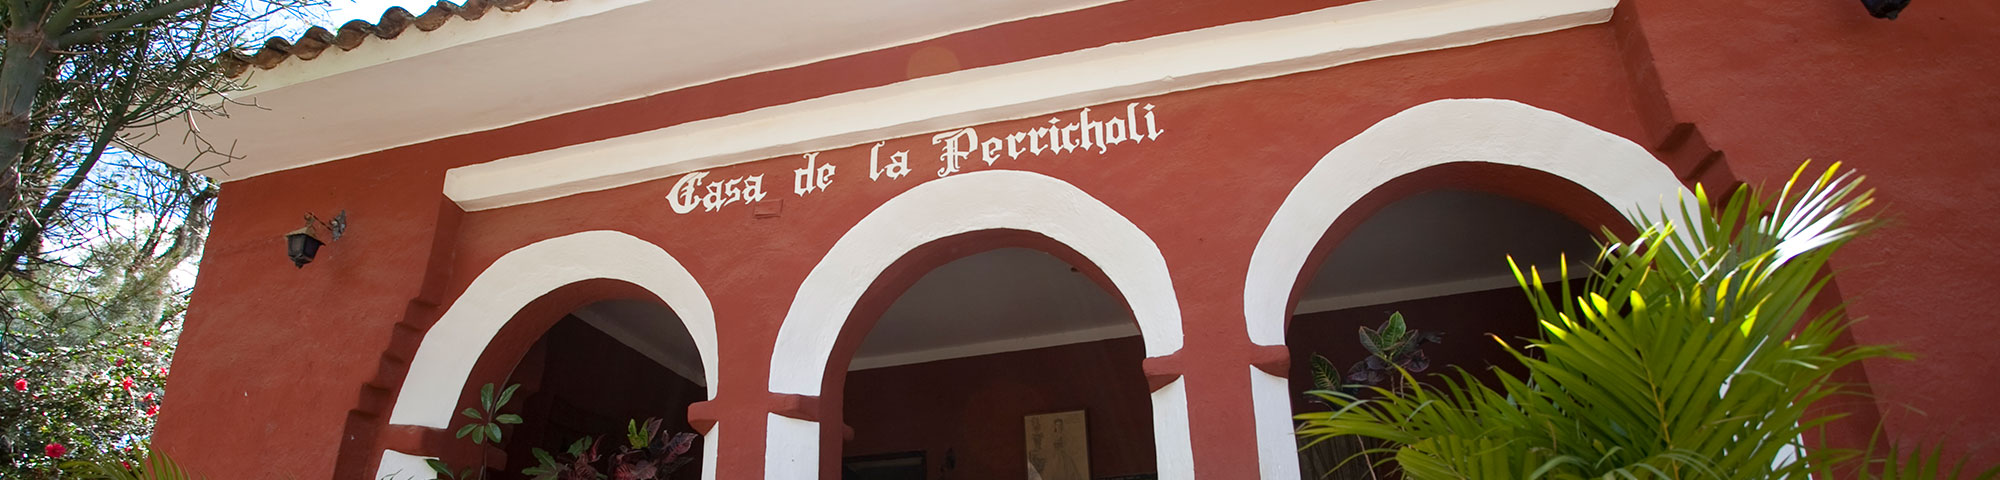 Casa de la Perricholi